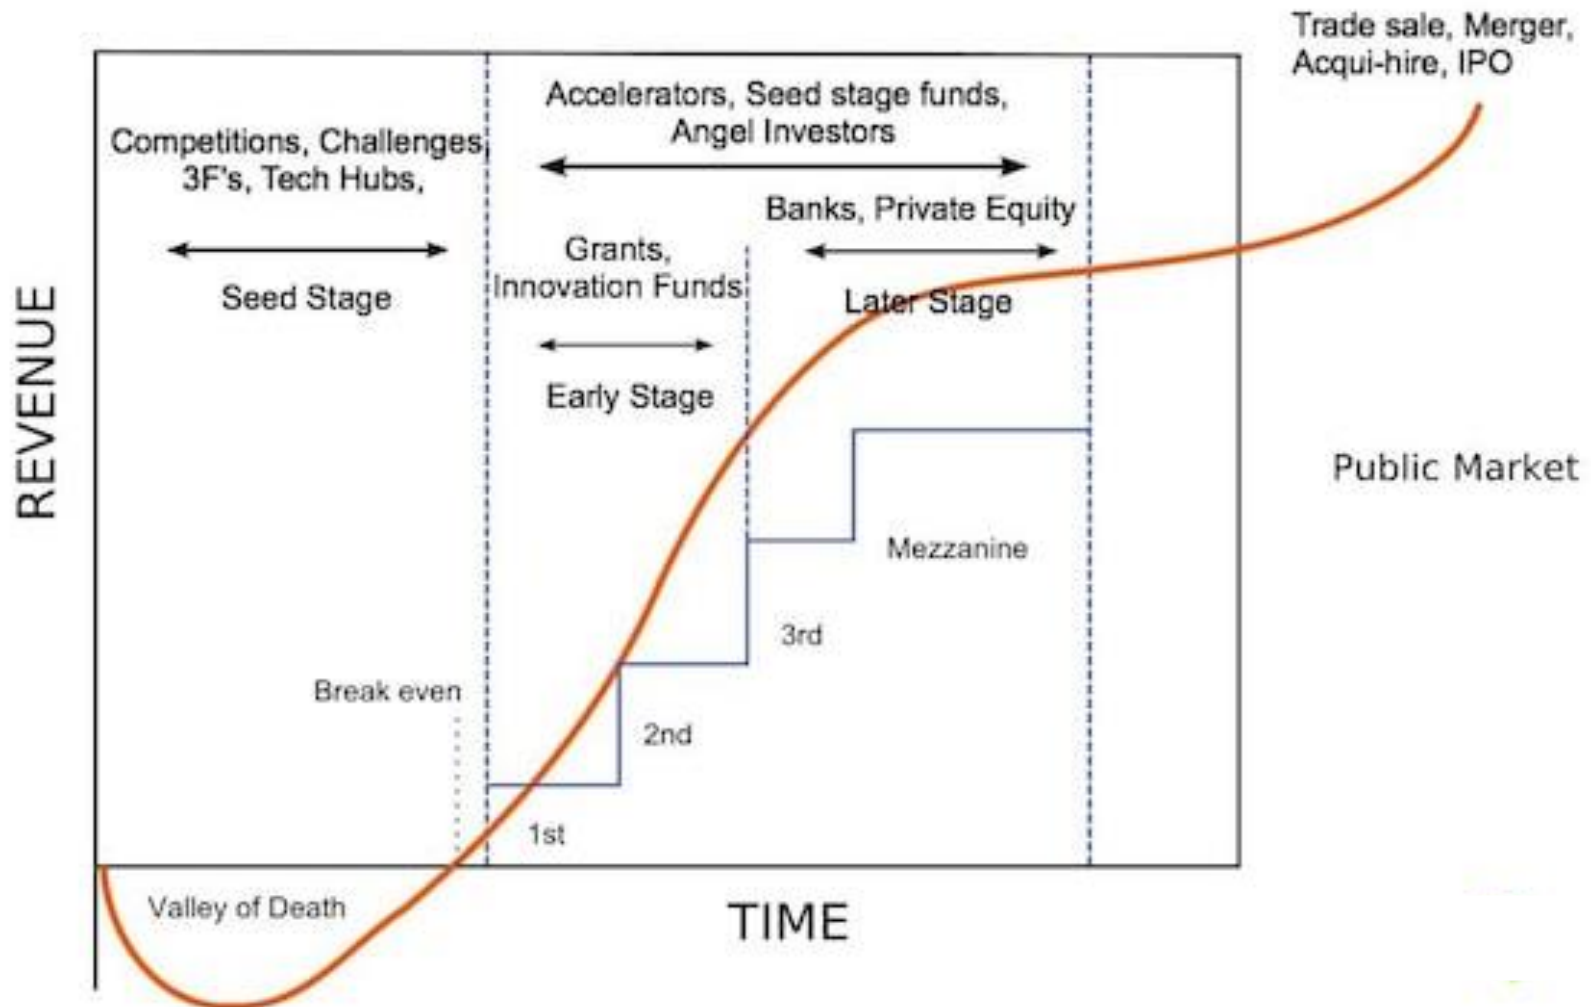 Trade sale, Merger,
Acqui-hire, IPO
Accelerators, Seed stage funds,
Angel Investors
Competitions, Challenges,
3F's, Tech Hubs,
Banks, Private Equity
Grants,
Innovation Funds
Seed Stage
Later Stage
Early Stage
REVENUE
Public Market
Mezzanine
3rd
Break even
2nd
1st
Valley of Death
TIME